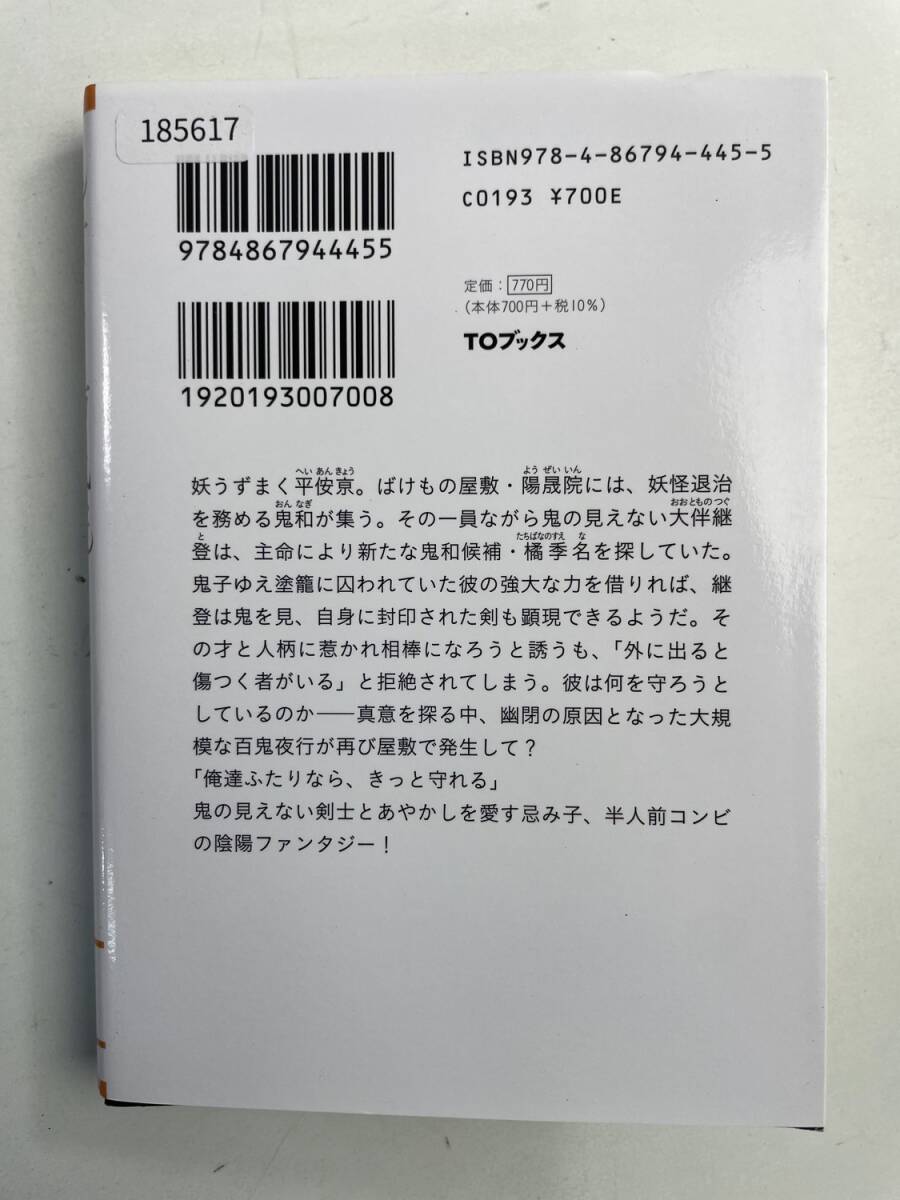 185617
ISBN978-4-86794-445-5
9784867944455
C0193 ¥700E
定価：770円
（本体700円＋税10%）
TOブックス
1920193007008
妖うずまく平俊京。ばけもの屋敷・陽晟院には、妖怪退治
を務める鬼和が集う。その一員ながら鬼の見えない大伴継
登は、主命により新たな鬼和候補・橘季名を探していた。
鬼子ゆえ塗籠に囚われていた彼の強大な力を借りれば、継
登は鬼を見、自身に封印された剣も顕現できるようだ。そ
の才と人柄に惹かれ相棒になろうと誘うも、「外に出ると
傷つく者がいる」と拒絶されてしまう。彼は何を守ろうと
しているのか――真意を探る中、幽閉の原因となった大規
模な百鬼夜行が再び屋敷で発生して？
「俺達ふたりなら、きっと守れる」
鬼の見えない剣士とあやかしを愛す忌み子、半人前コンビ
の陰陽ファンタジー！